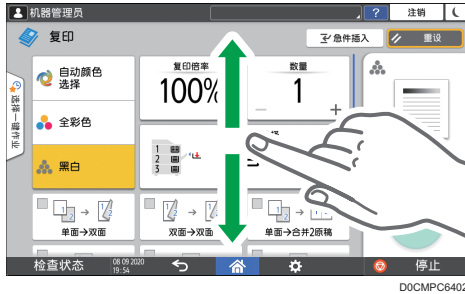 机器管理员
?
注销
复印
急件插入
重设
选择一键作业
自动颜色
选择
全彩色
黑白
复印倍率
100%
数量
1
− +
1
2
3
单面→双面
双面→双面
单面→合并2原稿
检查状态
08 09 2020
19:54
停止
D0CMPC6402